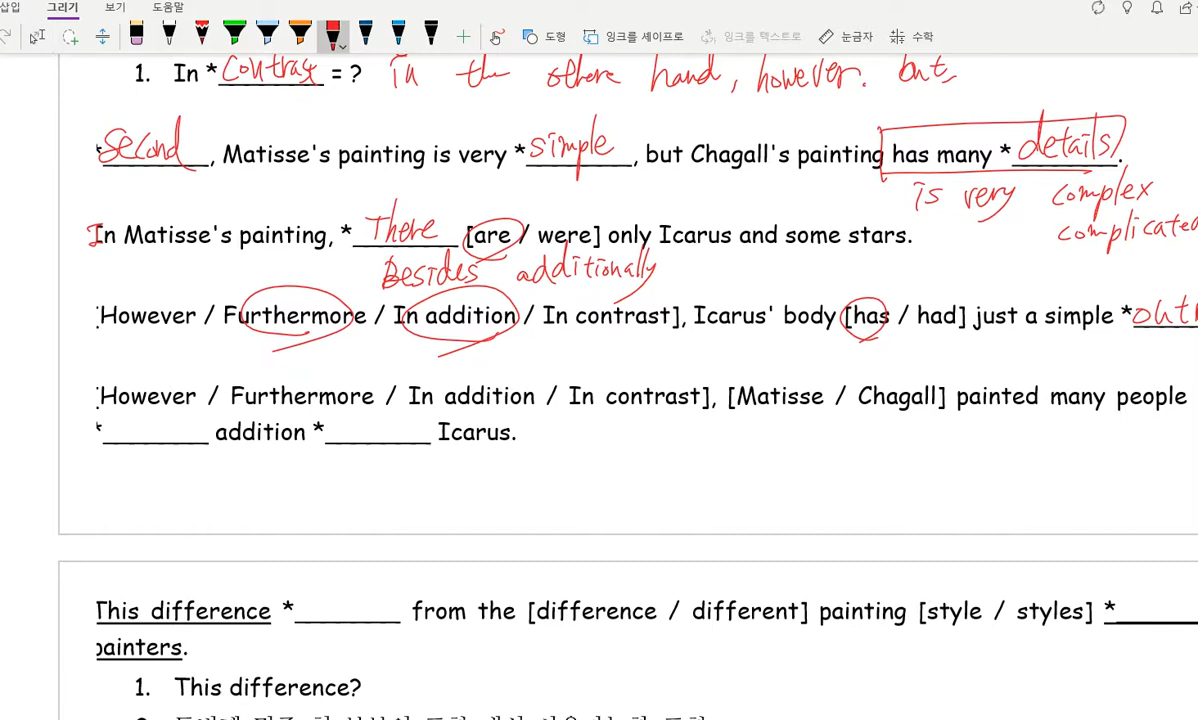 삽입 그리기 보기 도움말
도형 잉크를 셰이프로 잉크를 텍스트로 눈금자 수학
1. In *contrast = ? in the othere hand, however. but,
*Second, Matisse's painting is very *simple, but Chagall's painting has many *details.
is very complex
complicated
In Matisse's painting, *There [are / were] only Icarus and some stars.
Besides additionally
[However / Furthermore / In addition / In contrast], Icarus' body [has / had] just a simple *
[However / Furthermore / In addition / In contrast], [Matisse / Chagall] painted many people
*________ addition *________ Icarus.
This difference *________ from the [difference / different] painting [style / styles] *________
painters.
1. This difference?